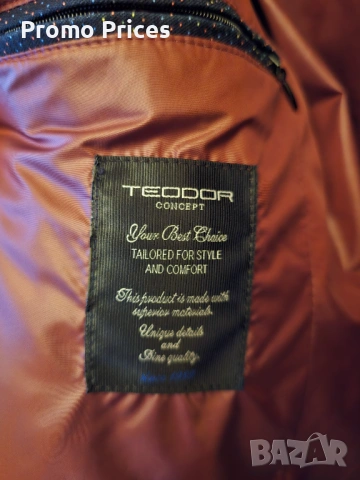 Promo Prices
TEODOR
CONCEPT
Your Best Choice
TAILORED FOR STYLE
AND COMFORT
This product is made with
superior materials.
Unique details
and
Fine quality.
BAZAR